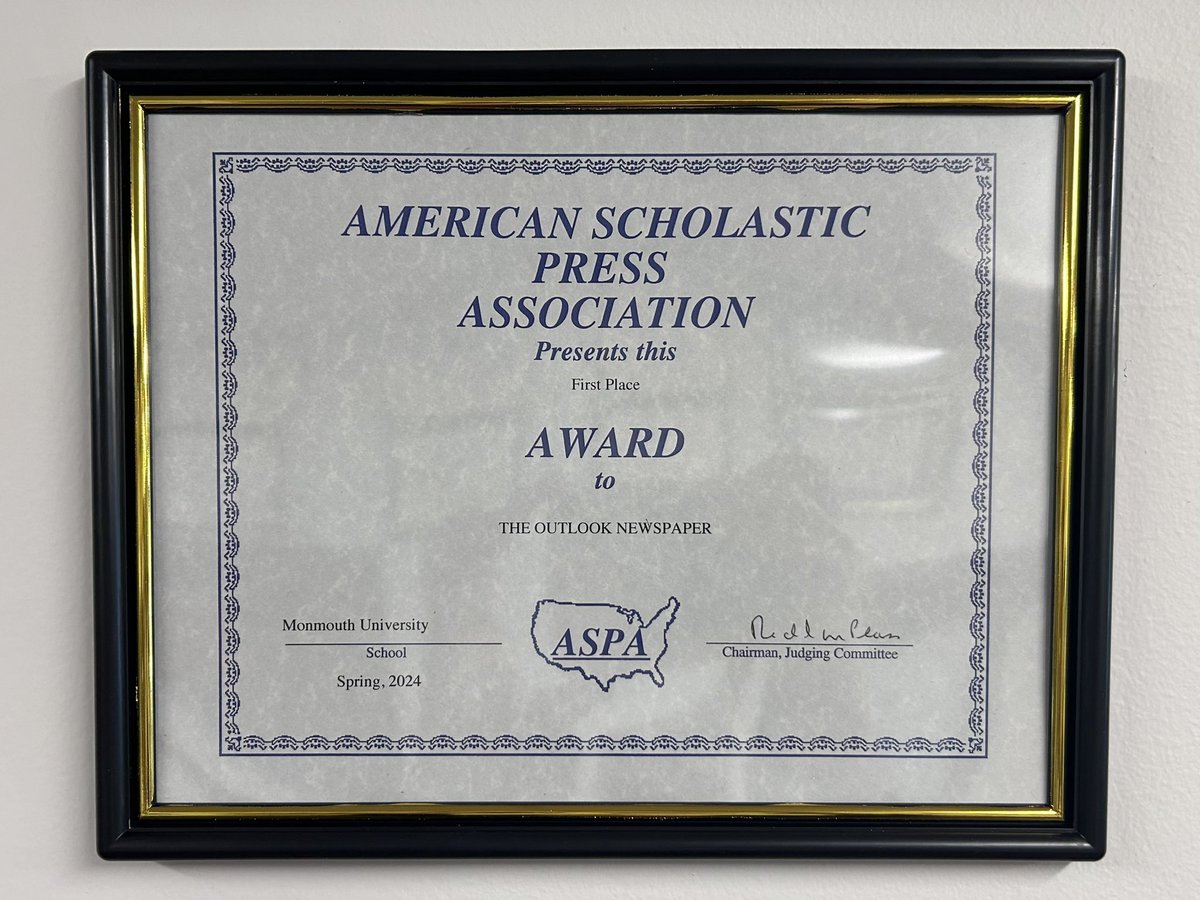 AMERICAN SCHOLASTIC
PRESS
ASSOCIATION
Presents this
First Place
AWARD
to
THE OUTLOOK NEWSPAPER
Monmouth University
School
Spring, 2024
ASPA
Chairman, Judging Committee